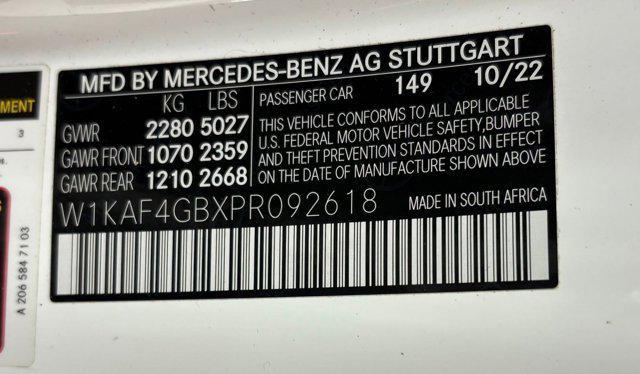 MFD BY MERCEDES-BENZ AG STUTTGART
KG LBS
GVWR 2280 5027
GAWR FRONT 1070 2359
GAWR REAR 1210 2668
PASSENGER CAR 149 10/22
THIS VEHICLE CONFORMS TO ALL APPLICABLE
U.S. FEDERAL MOTOR VEHICLE SAFETY, BUMPER
AND THEFT PREVENTION STANDARDS IN EFFECT
ON THE DATE OF MANUFACTURE SHOWN ABOVE
W1KAF4GBXPR092618 MADE IN SOUTH AFRICA
MENT
3
A 206 584 71 03